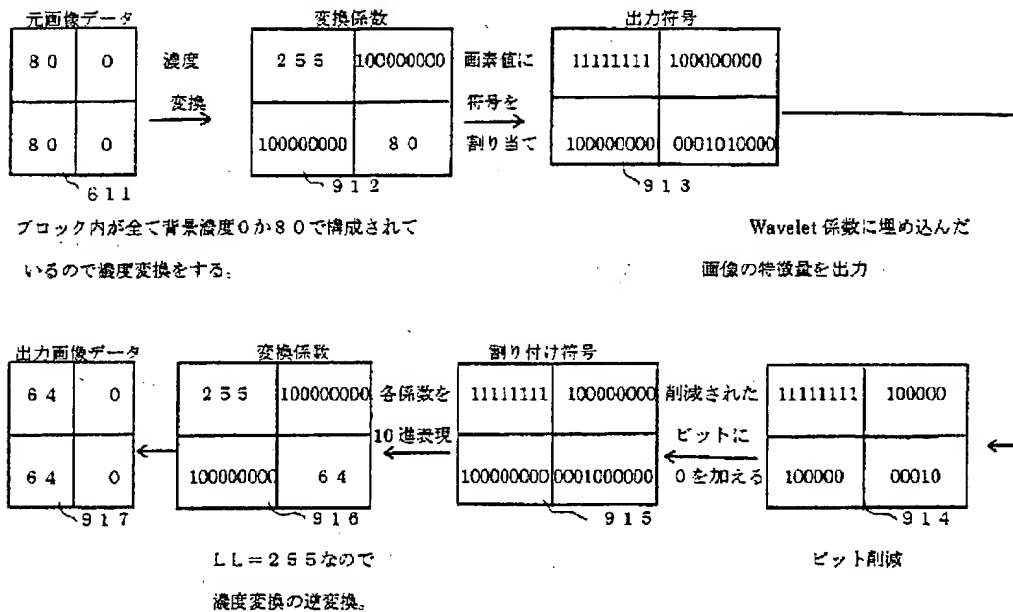 元画像データ
変換係数
出力符号
80 0
80 0
611
濃度
変換
255 100000000
100000000 80
912
画素値に
符号を
割り当て
11111111 100000000
100000000 0001010000
913
ブロック内が全て背景濃度0か80で構成されて
いるので濃度変換をする。
Wavelet 係数に埋め込んだ
画像の特徴量を出力
出力画像データ
変換係数
割り付け符号
64 0
64 0
917
255 100000000
100000000 64
916
各係数を
10進表現
11111111 100000000
100000000 0001000000
915
削減された
ビットに
0を加える
11111111 100000
100000 00010
914
LL=255なので
濃度変換の逆変換。
ビット削減